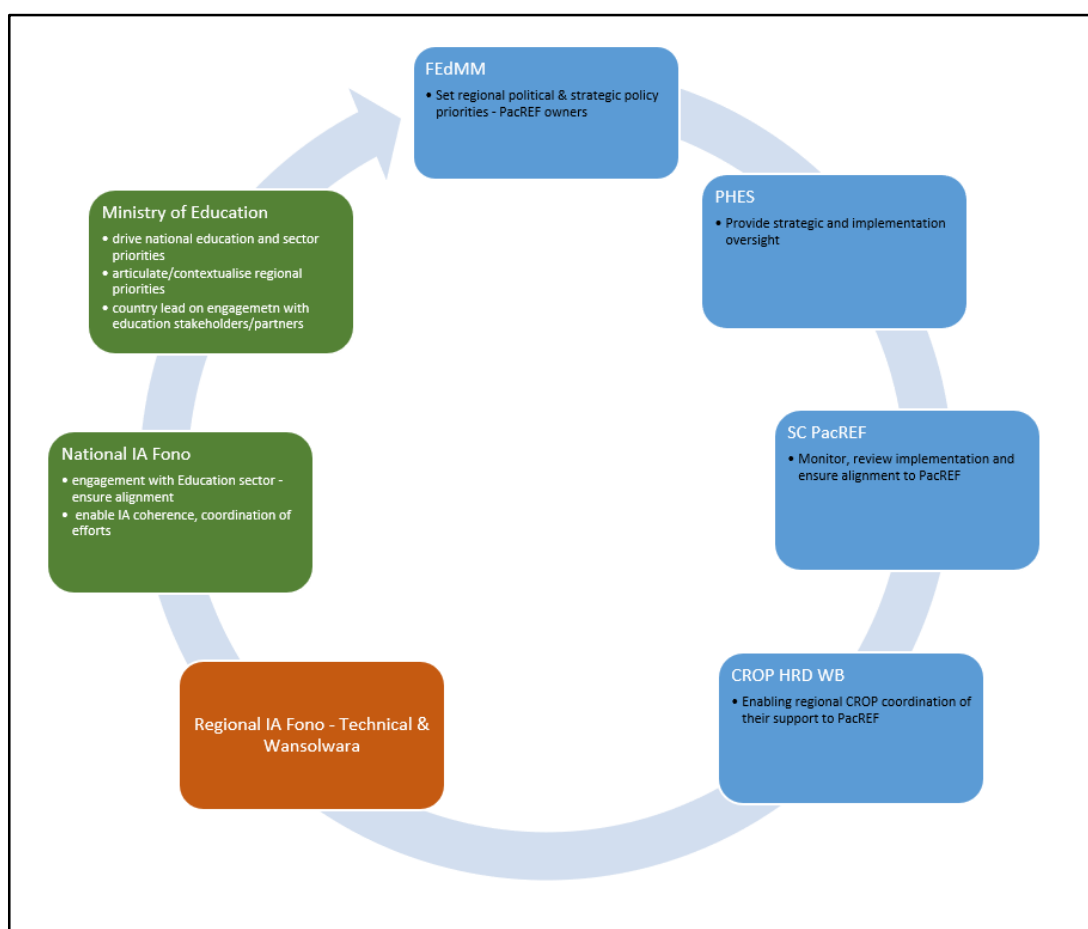 FEdMM
• Set regional political & strategic policy
priorities - PacREF owners
PHES
• Provide strategic and implementation
oversight
SC PacREF
• Monitor, review implementation and
ensure alignment to PacREF
CROP HRD WB
• Enabling regional CROP coordination of
their support to PacREF
Regional IA Fono - Technical &
Wansolwara
National IA Fono
• engagement with Education sector -
ensure alignment
• enable IA coherence, coordination of
efforts
Ministry of Education
• drive national education and sector
priorities
• articulate/contextualise regional
priorities
• country lead on engagemetn with
education stakeholders/partners